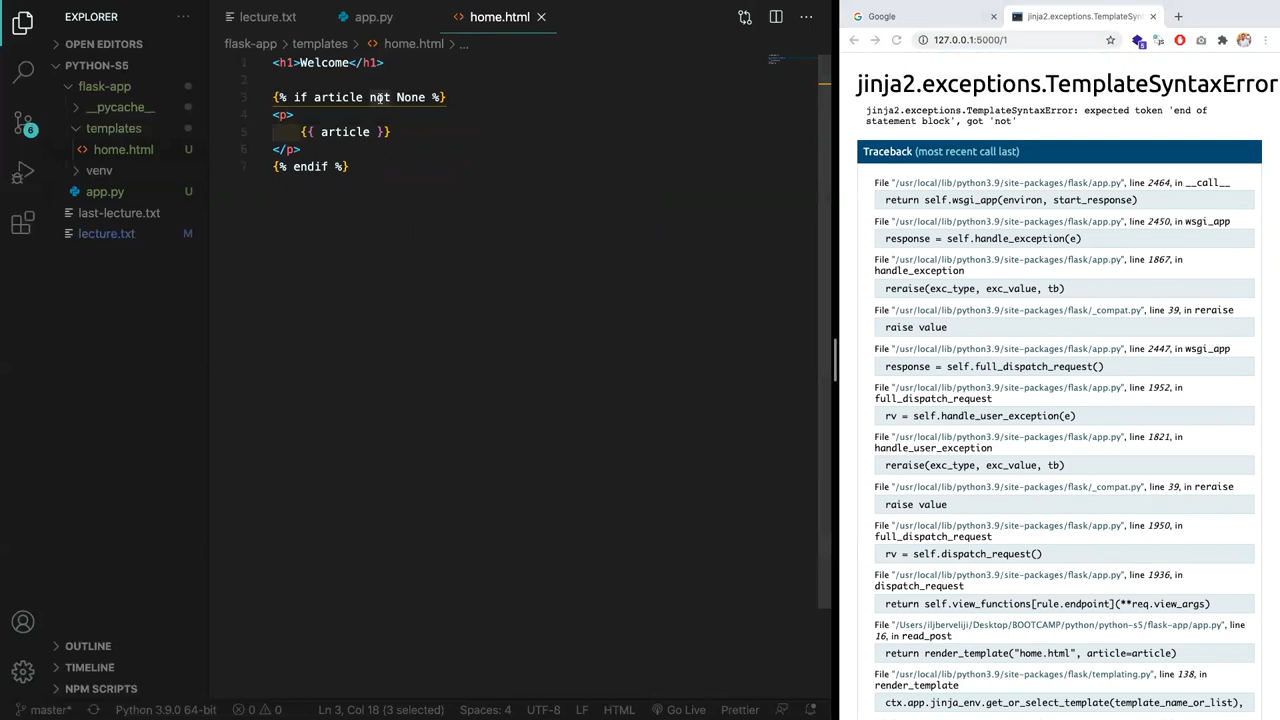 EXPLORER
OPEN EDITORS
PYTHON-S5
flask-app
__pycache__
templates
home.html U
venv
app.py U
last-lecture.txt
lecture.txt M
6
OUTLINE
TIMELINE
NPM SCRIPTS
lecture.txt app.py home.html
flask-app templates home.html ...
1 <h1>Welcome</h1>
2
3 {% if article not None %}
4 <p>
5 {{ article }}
6 </p>
7 {% endif %}
master* Python 3.9.0 64-bit 0 0 Ln 3, Col 18 (3 selected) Spaces: 4 UTF-8 LF HTML Go Live Prettier
Google jinja2.exceptions.TemplateSynt
127.0.0.1:5000/1
jinja2.exceptions.TemplateSyntaxError
jinja2.exceptions.TemplateSyntaxError: expected token 'end of
statement block', got 'not'
Traceback (most recent call last)
File "/usr/local/lib/python3.9/site-packages/flask/app.py", line 2464, in __call__
return self.wsgi_app(environ, start_response)
File "/usr/local/lib/python3.9/site-packages/flask/app.py", line 2450, in wsgi_app
response = self.handle_exception(e)
File "/usr/local/lib/python3.9/site-packages/flask/app.py", line 1867, in
handle_exception
reraise(exc_type, exc_value, tb)
File "/usr/local/lib/python3.9/site-packages/flask/_compat.py", line 39, in reraise
raise value
File "/usr/local/lib/python3.9/site-packages/flask/app.py", line 2447, in wsgi_app
response = self.full_dispatch_request()
File "/usr/local/lib/python3.9/site-packages/flask/app.py", line 1952, in
full_dispatch_request
rv = self.handle_user_exception(e)
File "/usr/local/lib/python3.9/site-packages/flask/app.py", line 1821, in
handle_user_exception
reraise(exc_type, exc_value, tb)
File "/usr/local/lib/python3.9/site-packages/flask/_compat.py", line 39, in reraise
raise value
File "/usr/local/lib/python3.9/site-packages/flask/app.py", line 1950, in
full_dispatch_request
rv = self.dispatch_request()
File "/usr/local/lib/python3.9/site-packages/flask/app.py", line 1936, in
dispatch_request
return self.view_functions[rule.endpoint](**req.view_args)
File "/Users/iljberveliji/Desktop/BOOTCAMP/python/python-s5/flask-app/app.py", line
16, in read_post
return render_template("home.html", article=article)
File "/usr/local/lib/python3.9/site-packages/flask/templating.py", line 138, in
render_template
ctx.app.jinja_env.get_or_select_template(template_name_or_list),